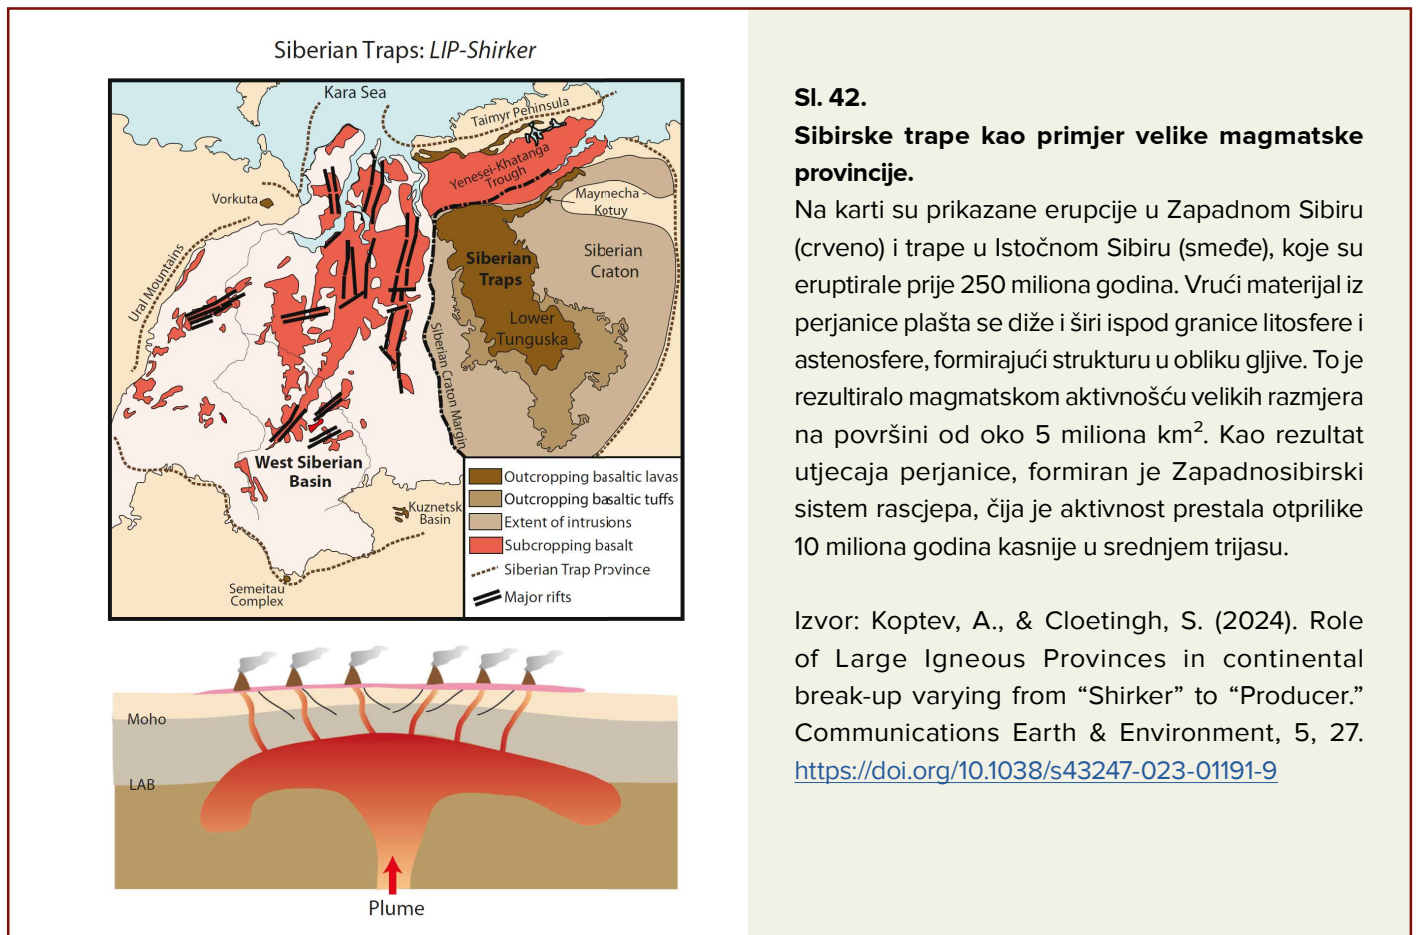 Siberian Traps: LIP-Shirker
Kara Sea
Taimyr Peninsula
Yenesei-Khatanga
Trough
Vorkuta
Maymecha -
Kotuy
Ural Mountains
Siberian
Traps
Siberian
Craton
Lower
Tunguska
Siberian Craton Margin
West Siberian
Basin
Kuznetsk
Basin
Semeitau
Complex
Outcropping basaltic lavas
Outcropping basaltic tuffs
Extent of intrusions
Subcropping basalt
Siberian Trap Province
Major rifts
Moho
LAB
Plume
Sl. 42.
Sibirske trape kao primjer velike magmatske
provincije.
Na karti su prikazane erupcije u Zapadnom Sibiru
(crveno) i trape u Istočnom Sibiru (smeđe), koje su
eruptirale prije 250 miliona godina. Vrući materijal iz
perjanice plašta se diže i širi ispod granice litosfere i
astenosfere, formirajući strukturu u obliku gljive. To je
rezultiralo magmatskom aktivnošću velikih razmjera
na površini od oko 5 miliona km². Kao rezultat
utjecaja perjanice, formiran je Zapadnosibirski
sistem rascjepa, čija je aktivnost prestala otprilike
10 miliona godina kasnije u srednjem trijasu.
Izvor: Koptev, A., & Cloetingh, S. (2024). Role
of Large Igneous Provinces in continental
break-up varying from “Shirker” to “Producer.”
Communications Earth & Environment, 5, 27.
https://doi.org/10.1038/s43247-023-01191-9